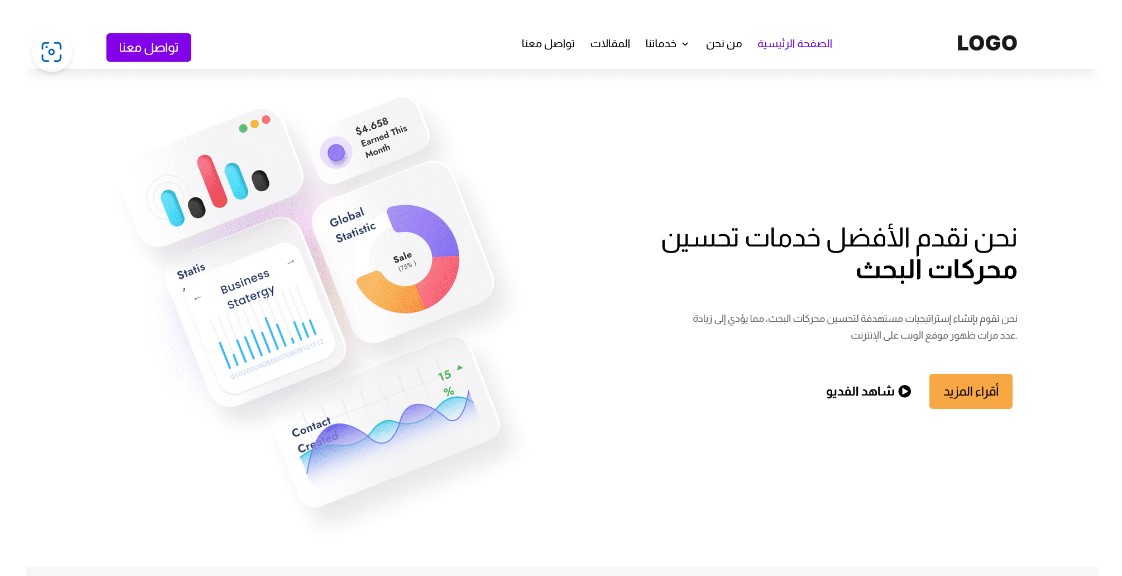 LOGO
الصفحة الرئيسية
من نحن
خدماتنا
المقالات
تواصل معنا
تواصل معنا
نحن نقدم الأفضل خدمات تحسين
محركات البحث
نحن نقوم بإنشاء إستراتيجيات مستهدفة لتحسين محركات البحث، مما يؤدي إلى زيادة
عدد مرات ظهور موقع الويب على الإنترنت.
أقراء المزيد
شاهد الفديو
$4.658
Earned This
Month
Global
Statistic
Sale
(75%)
Statis
Business
Statergy
010203040506070809101112
15
%
Contact
Created